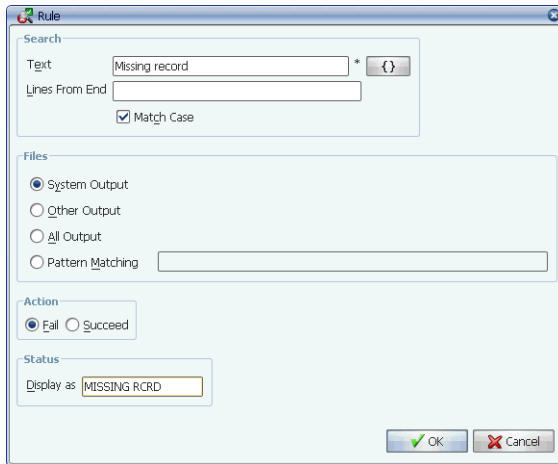 Rule
Search
Text Missing record * {}
Lines From End
Match Case
Files
System Output
Other Output
All Output
Pattern Matching
Action
Fail Succeed
Status
Display as MISSING RCRD
OK Cancel